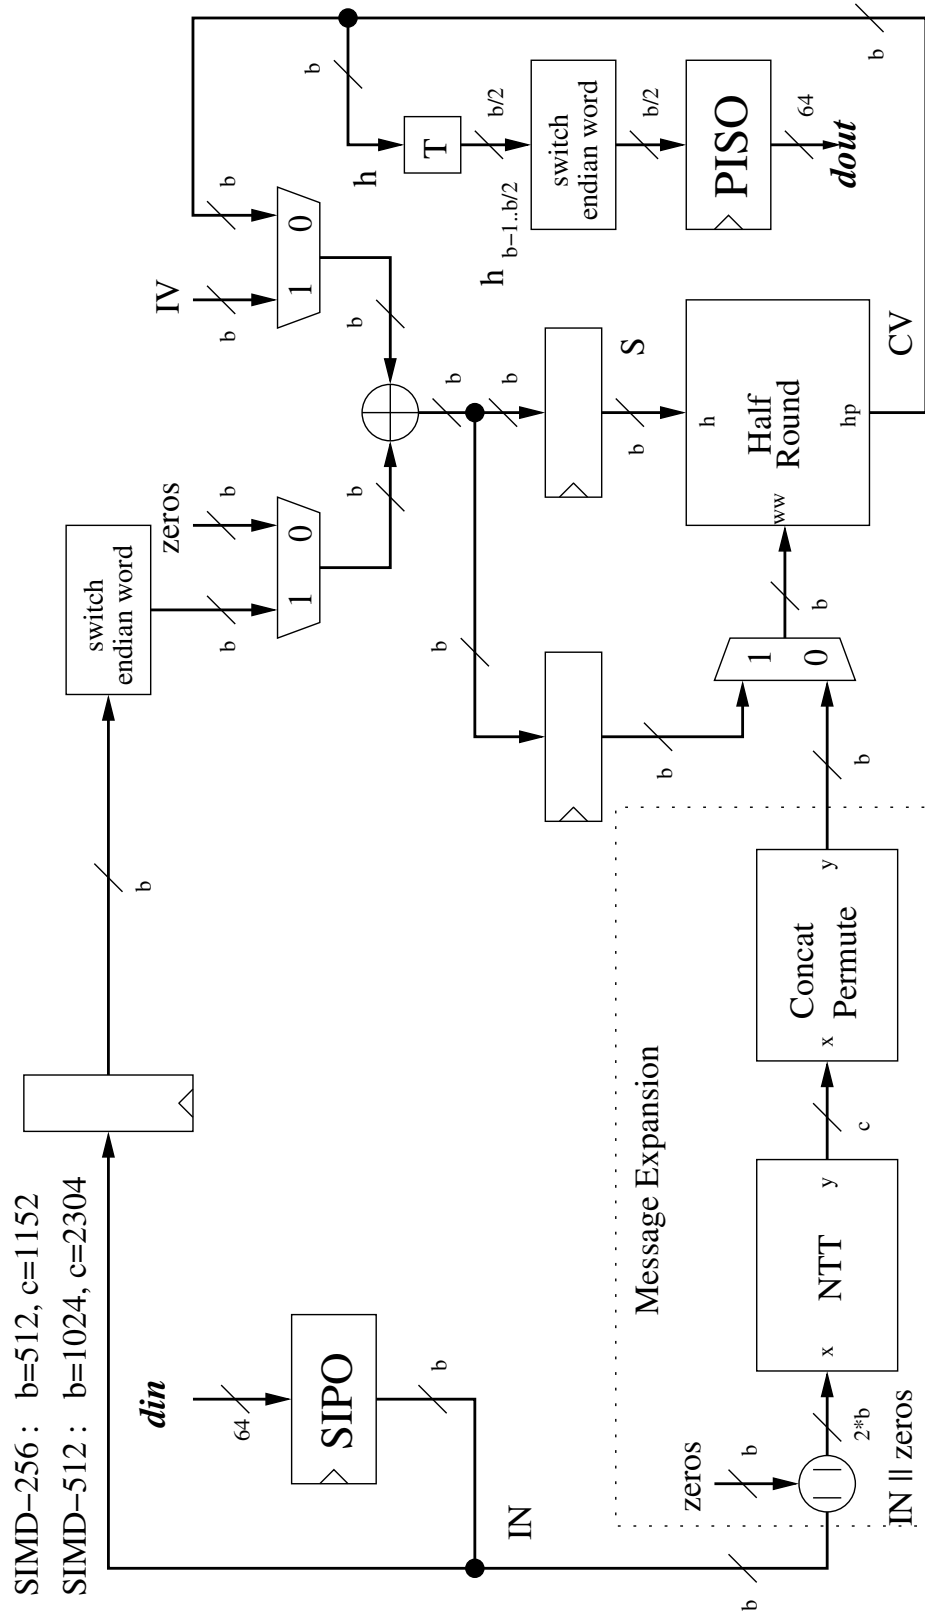 SIMD−256 : b=512, c=1152
SIMD−512 : b=1024, c=2304
din
64
SIPO
b
IN
b
b
switch
endian word
b
zeros
b
1 0
b
IV
b
b
1 0
b
b
b
b
b
h
T
b/2
h b−1..b/2
switch
endian word
b/2
PISO
64
dout
b
S
b
h
ww
Half
Round
hp
CV
b
b
b
1
0
b
Message Expansion
zeros
b
| |
2*b
IN || zeros
x
NTT
y
c
x
Concat
Permute
y
b